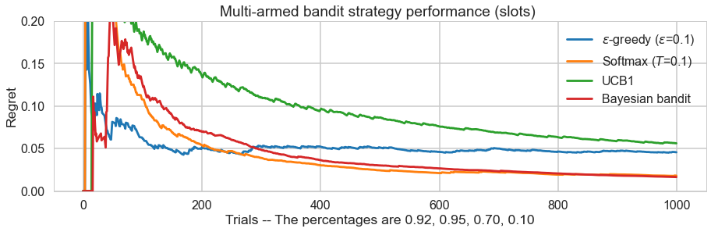 Multi-armed bandit strategy performance (slots)
0.20
0.15
0.10
0.05
0.00
Regret
ε-greedy (ε=0.1)
Softmax (T=0.1)
UCB1
Bayesian bandit
0
200
400
600
800
1000
Trials -- The percentages are 0.92, 0.95, 0.70, 0.10